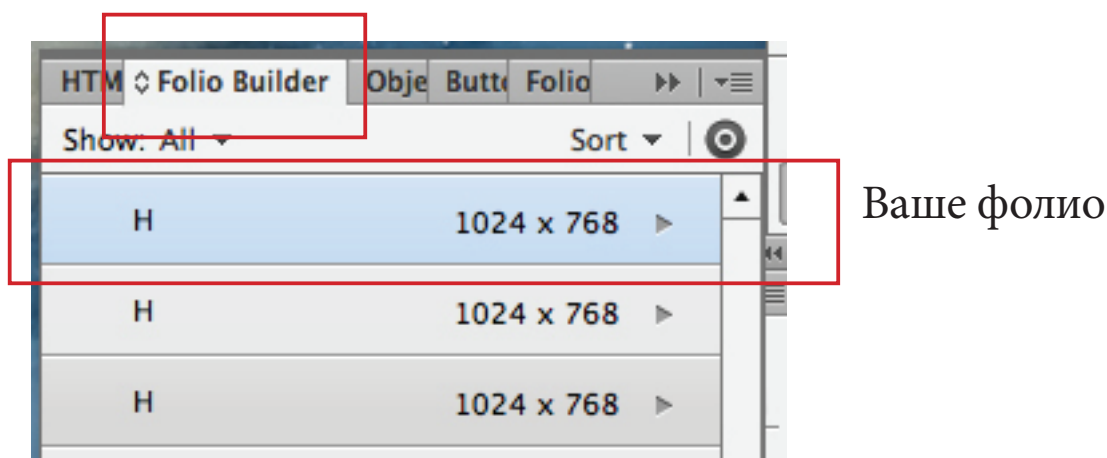 HTM Folio Builder Obje Butt Folio
Show: All Sort
H 1024 x 768
Ваше фолио
H 1024 x 768
H 1024 x 768